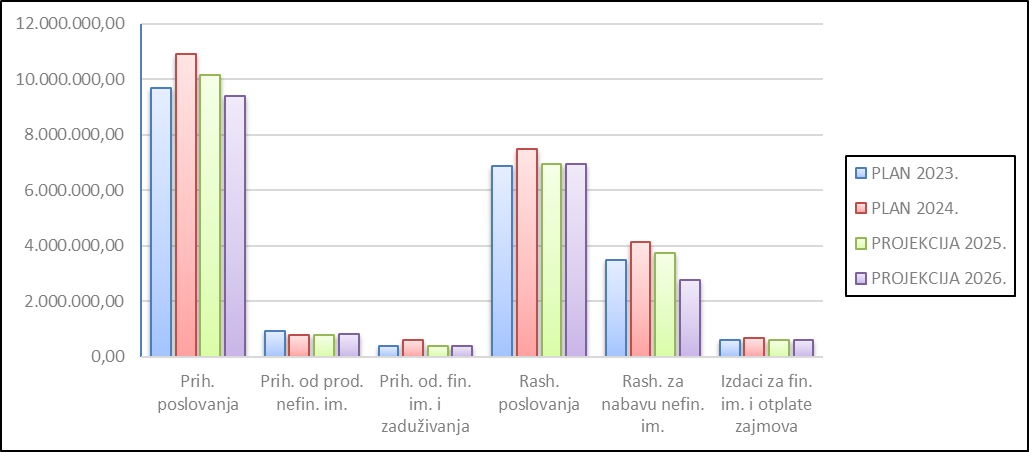 12.000.000,00
10.000.000,00
8.000.000,00
6.000.000,00
4.000.000,00
2.000.000,00
0,00
Prih.
poslovanja
Prih. od prod.
nefin. im.
Prih. od. fin.
im. i
zaduživanja
Rash.
poslovanja
Rash. za
nabavu nefin.
im.
Izdaci za fin.
im. i otplate
zajmova
PLAN 2023.
PLAN 2024.
PROJEKCIJA 2025.
PROJEKCIJA 2026.